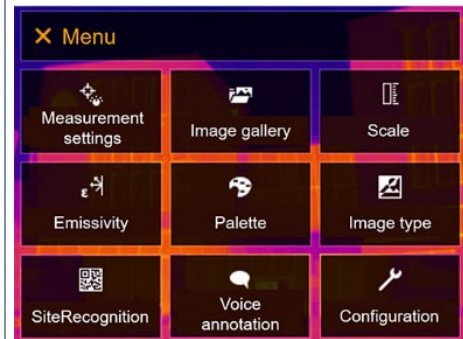 Menu
Measurement
settings
Image gallery
Scale
ε
Emissivity
Palette
Image type
SiteRecognition
Voice
annotation
Configuration